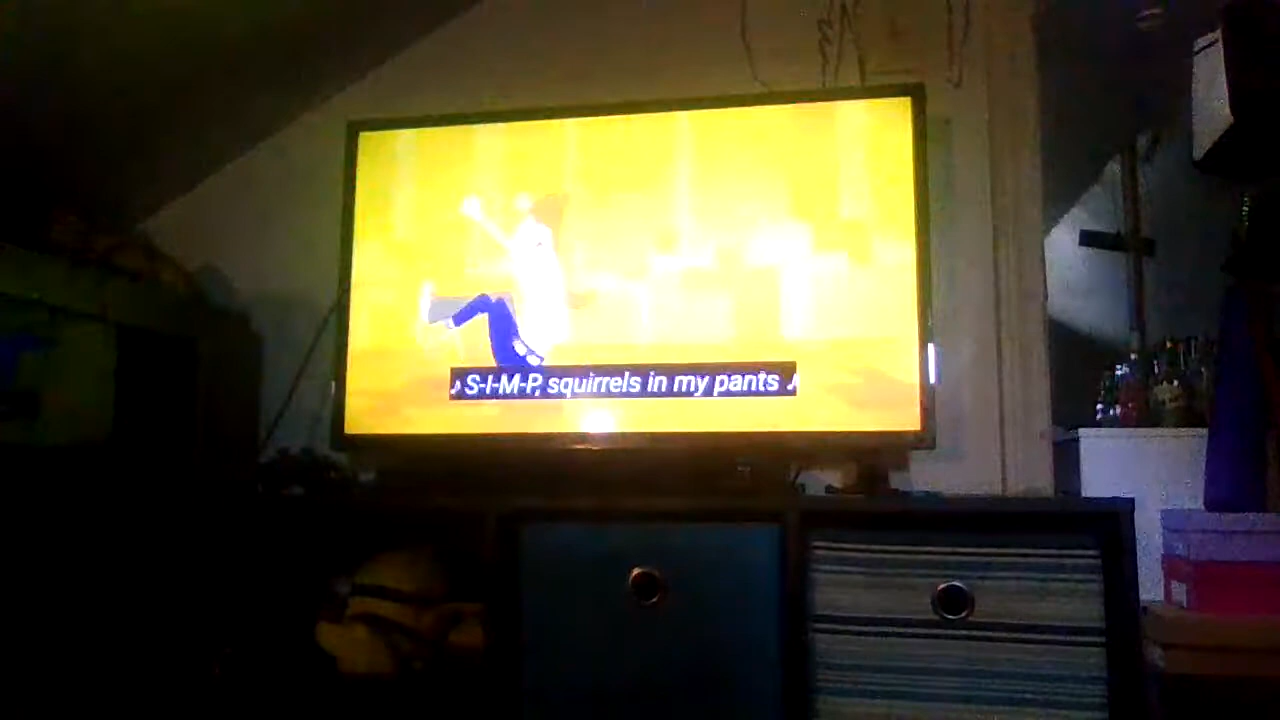 ♪ S-I-M-P, squirrels in my pants ♪